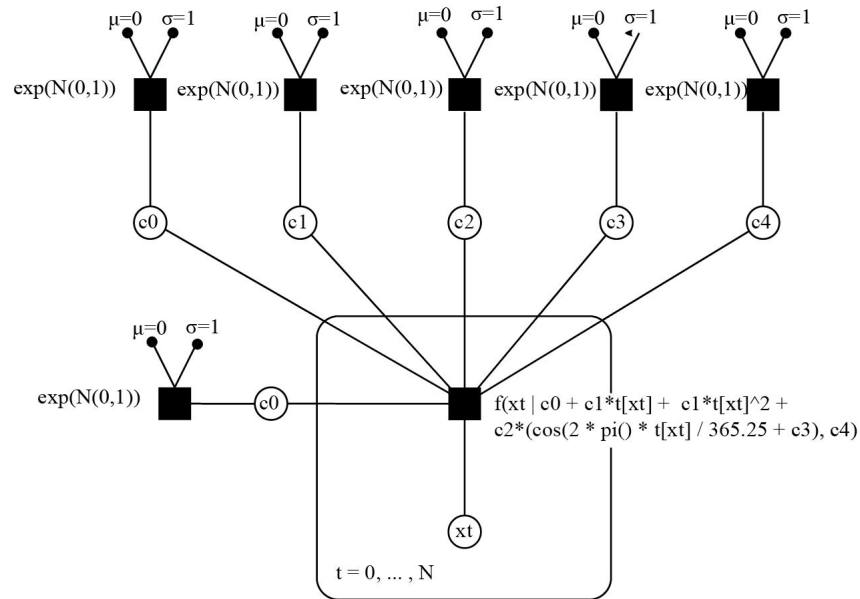 μ=0 σ=1 μ=0 σ=1 μ=0 σ=1 μ=0 σ=1 μ=0 σ=1
exp(N(0,1)) exp(N(0,1)) exp(N(0,1)) exp(N(0,1)) exp(N(0,1))
c0 c1 c2 c3 c4
μ=0 σ=1
exp(N(0,1))
c0
f(xt | c0 + c1*t[xt] + c1*t[xt]^2 +
c2*(cos(2 * pi() * t[xt] / 365.25 + c3), c4)
xt
t = 0, ... , N